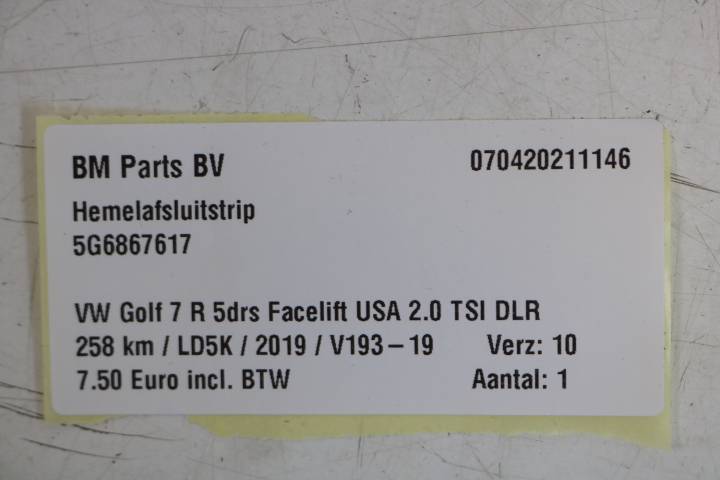 BM Parts BV 070420211146
Hemelafsluitstrip
5G6867617
VW Golf 7 R 5drs Facelift USA 2.0 TSI DLR
258 km / LD5K / 2019 / V193-19 Verz: 10
7.50 Euro incl. BTW Aantal: 1